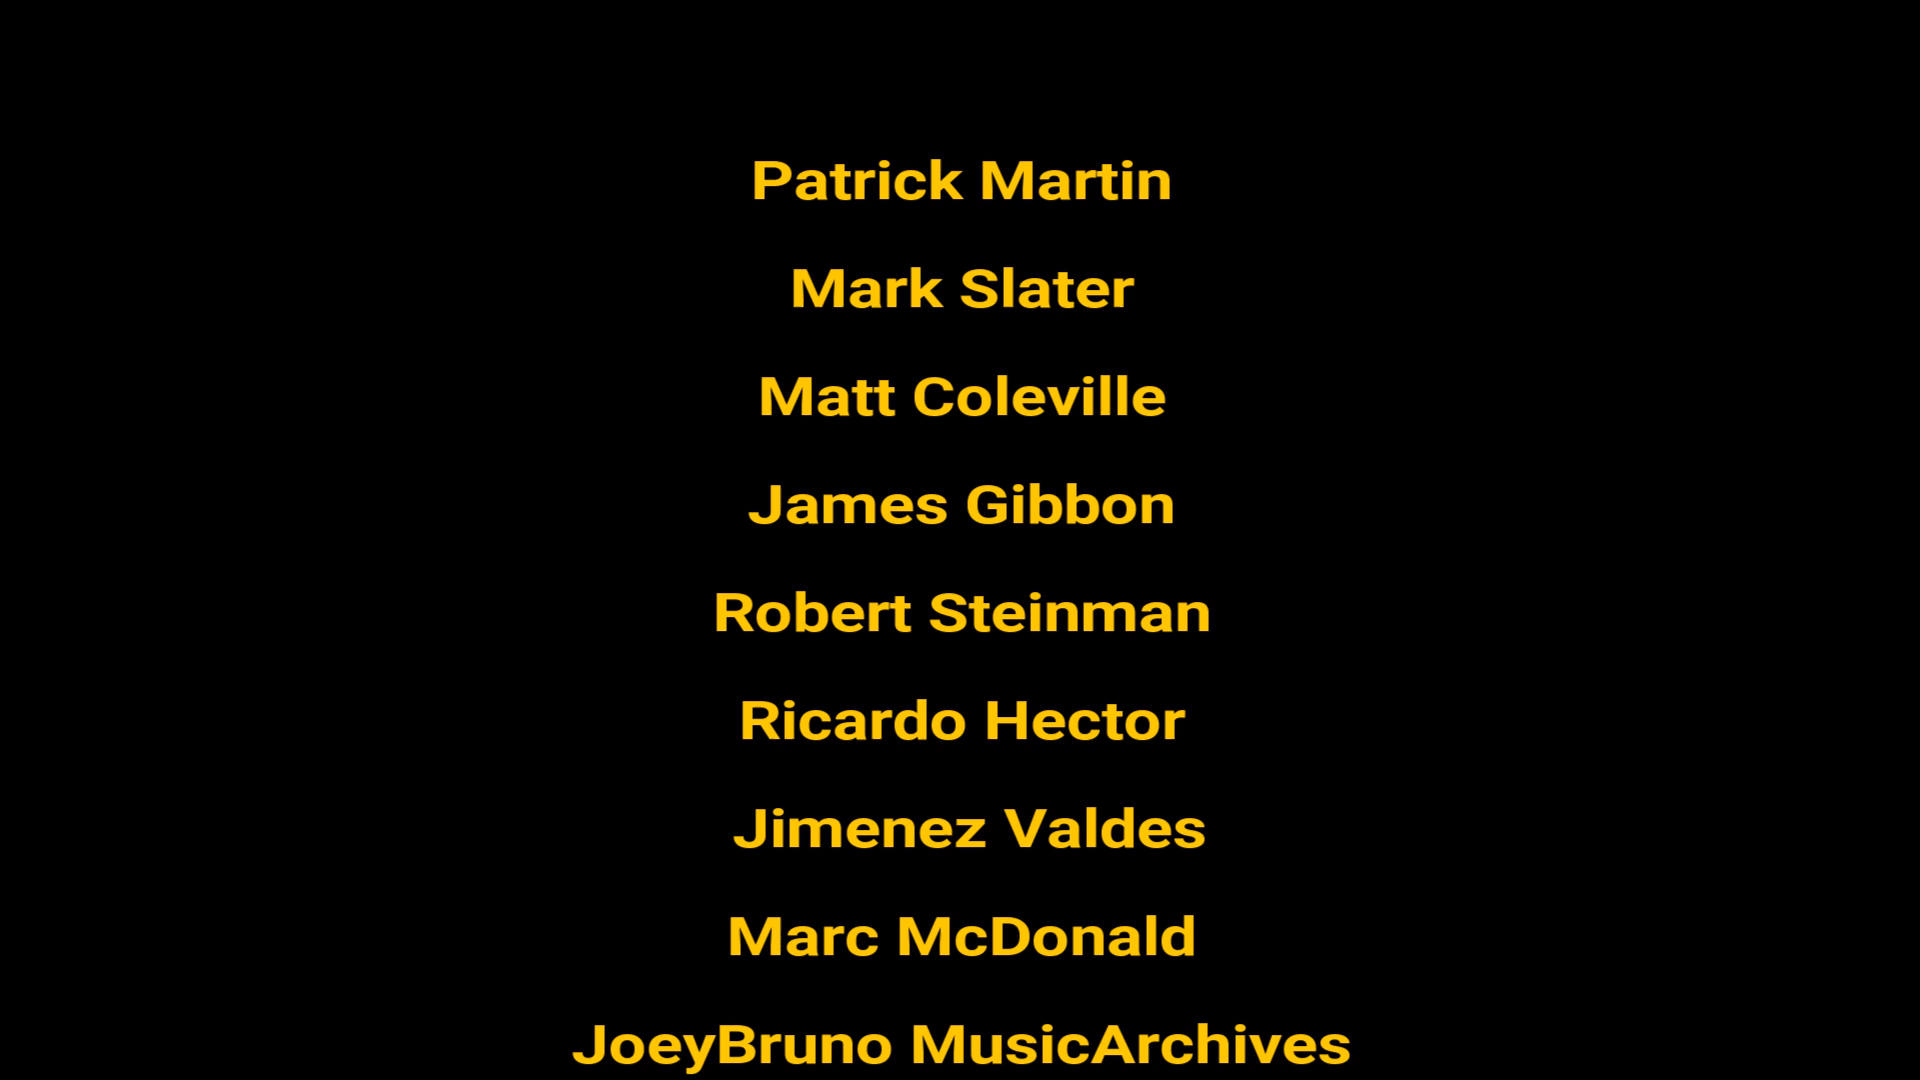 Patrick Martin
Mark Slater
Matt Coleville
James Gibbon
Robert Steinman
Ricardo Hector
Jimenez Valdes
Marc McDonald
JoeyBruno MusicArchives